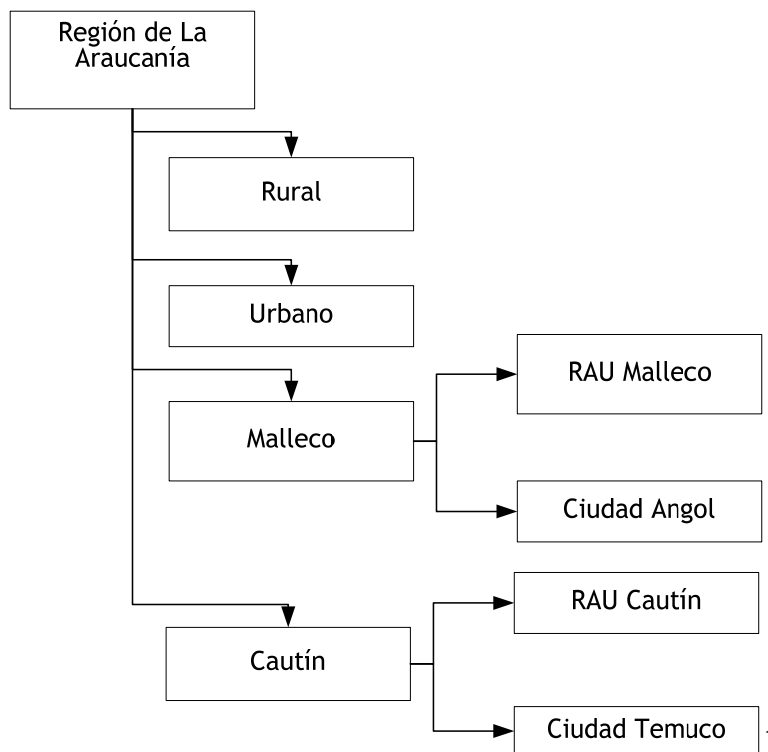 Región de La
Araucanía
Rural
Urbano
Malleco
RAU Malleco
Ciudad Angol
Cautín
RAU Cautín
Ciudad Temuco